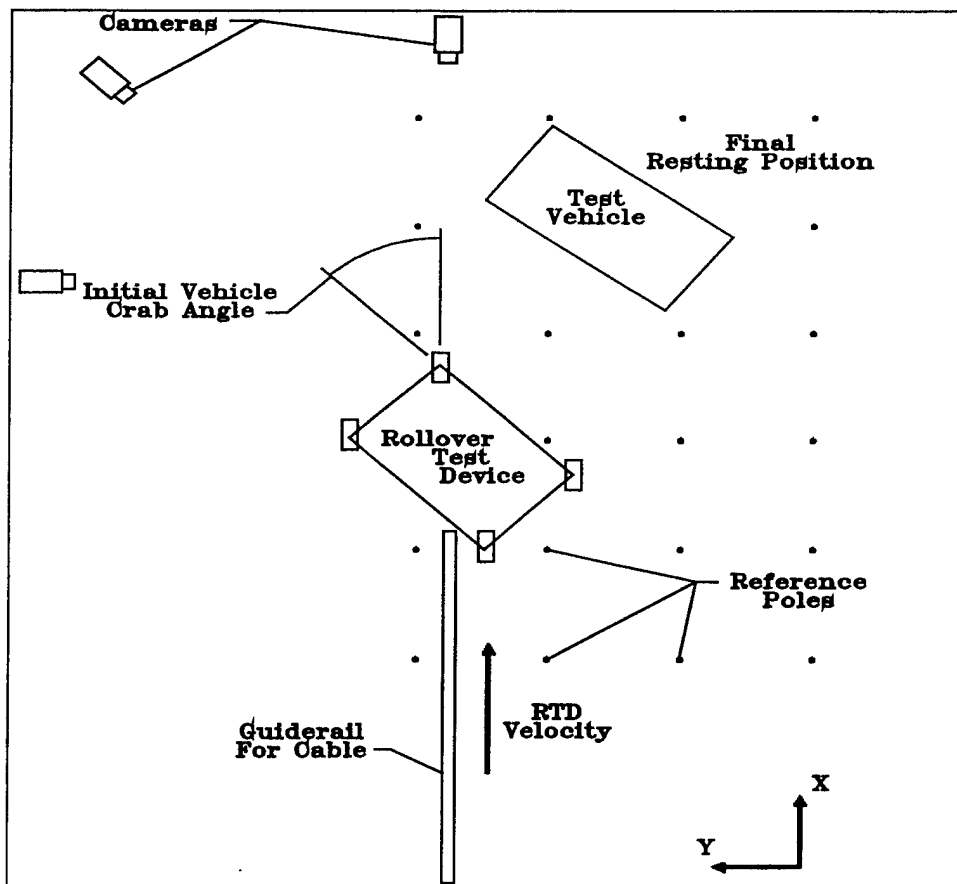 Cameras
Final
Resting Position
Test
Vehicle
Initial Vehicle
Crab Angle
Rollover
Test
Device
Reference
Poles
RTD
Velocity
Guiderail
For Cable
X
Y